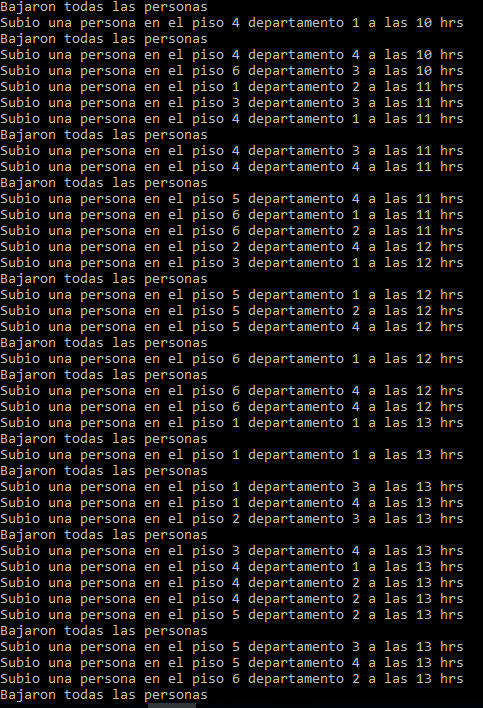 Bajaron todas las personas
Subio una persona en el piso 4 departamento 1 a las 10 hrs
Bajaron todas las personas
Subio una persona en el piso 4 departamento 4 a las 10 hrs
Subio una persona en el piso 6 departamento 3 a las 10 hrs
Subio una persona en el piso 1 departamento 2 a las 11 hrs
Subio una persona en el piso 3 departamento 3 a las 11 hrs
Subio una persona en el piso 4 departamento 1 a las 11 hrs
Bajaron todas las personas
Subio una persona en el piso 4 departamento 3 a las 11 hrs
Subio una persona en el piso 4 departamento 4 a las 11 hrs
Bajaron todas las personas
Subio una persona en el piso 5 departamento 4 a las 11 hrs
Subio una persona en el piso 6 departamento 1 a las 11 hrs
Subio una persona en el piso 6 departamento 2 a las 11 hrs
Subio una persona en el piso 2 departamento 4 a las 12 hrs
Subio una persona en el piso 3 departamento 1 a las 12 hrs
Bajaron todas las personas
Subio una persona en el piso 5 departamento 1 a las 12 hrs
Subio una persona en el piso 5 departamento 2 a las 12 hrs
Subio una persona en el piso 5 departamento 4 a las 12 hrs
Bajaron todas las personas
Subio una persona en el piso 6 departamento 1 a las 12 hrs
Bajaron todas las personas
Subio una persona en el piso 6 departamento 4 a las 12 hrs
Subio una persona en el piso 6 departamento 4 a las 12 hrs
Subio una persona en el piso 1 departamento 1 a las 13 hrs
Bajaron todas las personas
Subio una persona en el piso 1 departamento 1 a las 13 hrs
Bajaron todas las personas
Subio una persona en el piso 1 departamento 3 a las 13 hrs
Subio una persona en el piso 1 departamento 4 a las 13 hrs
Subio una persona en el piso 2 departamento 3 a las 13 hrs
Bajaron todas las personas
Subio una persona en el piso 3 departamento 4 a las 13 hrs
Subio una persona en el piso 4 departamento 1 a las 13 hrs
Subio una persona en el piso 4 departamento 2 a las 13 hrs
Subio una persona en el piso 4 departamento 2 a las 13 hrs
Subio una persona en el piso 5 departamento 2 a las 13 hrs
Bajaron todas las personas
Subio una persona en el piso 5 departamento 3 a las 13 hrs
Subio una persona en el piso 5 departamento 4 a las 13 hrs
Subio una persona en el piso 6 departamento 2 a las 13 hrs
Bajaron todas las personas